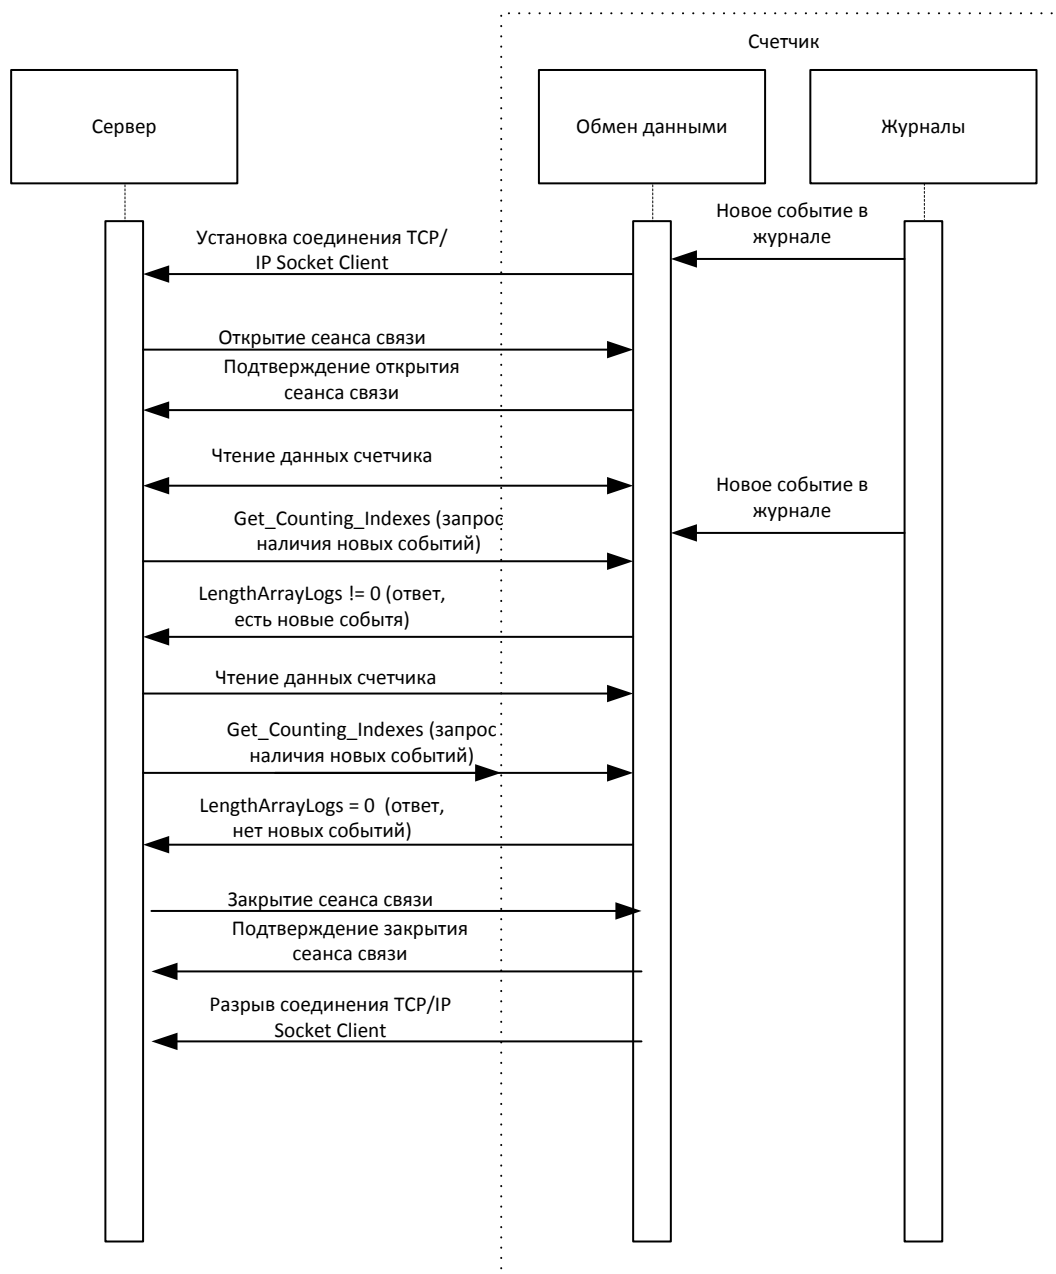 Счетчик
Сервер
Обмен данными
Журналы
Новое событие в
журнале
Установка соединения TCP/
IP Socket Client
Открытие сеанса связи
Подтверждение открытия
сеанса связи
Чтение данных счетчика
Новое событие в
журнале
Get_Counting_Indexes (запрос
наличия новых событий)
LengthArrayLogs != 0 (ответ,
есть новые событя)
Чтение данных счетчика
Get_Counting_Indexes (запрос
наличия новых событий)
LengthArrayLogs = 0  (ответ,
нет новых событий)
Закрытие сеанса связи
Подтверждение закрытия
сеанса связи
Разрыв соединения TCP/IP
Socket Client